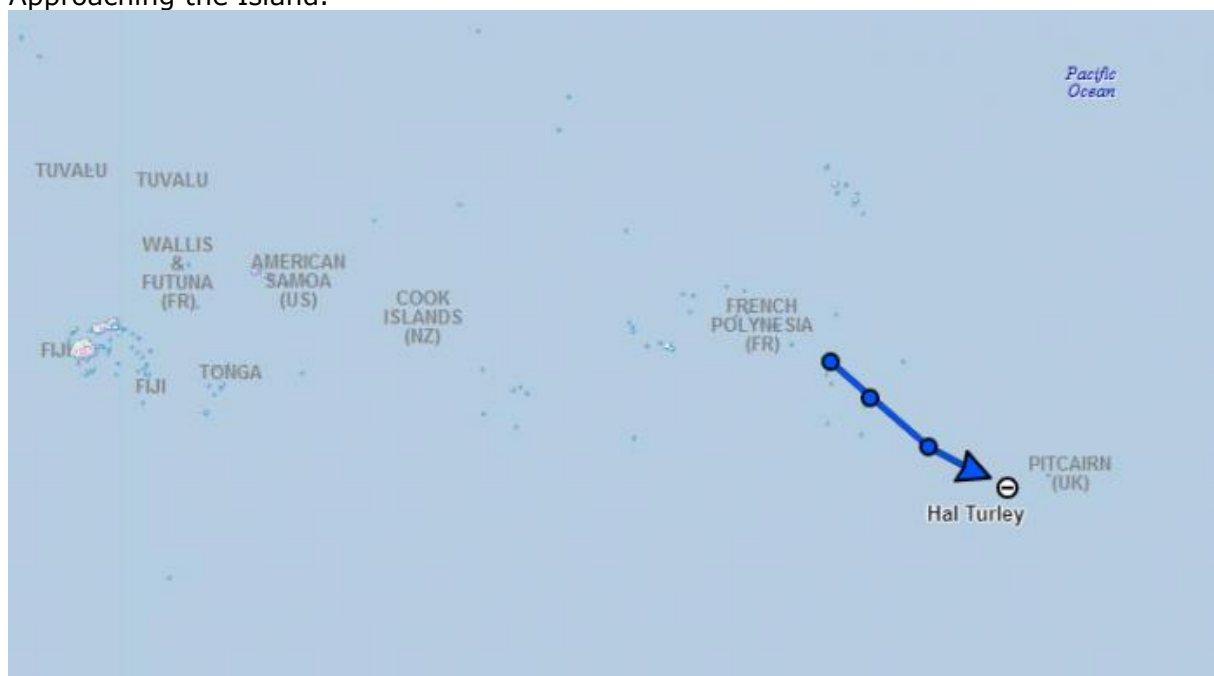 Approaching the Island:
Pacific
Ocean
TUVALU
TUVALU
WALLIS
&
FUTUNA
(FR)
AMERICAN
SAMOA
(US)
COOK
ISLANDS
(NZ)
FRENCH
POLYNESIA
(FR)
FIJI
FIJI
TONGA
PITCAIRN
(UK)
Hal Turley